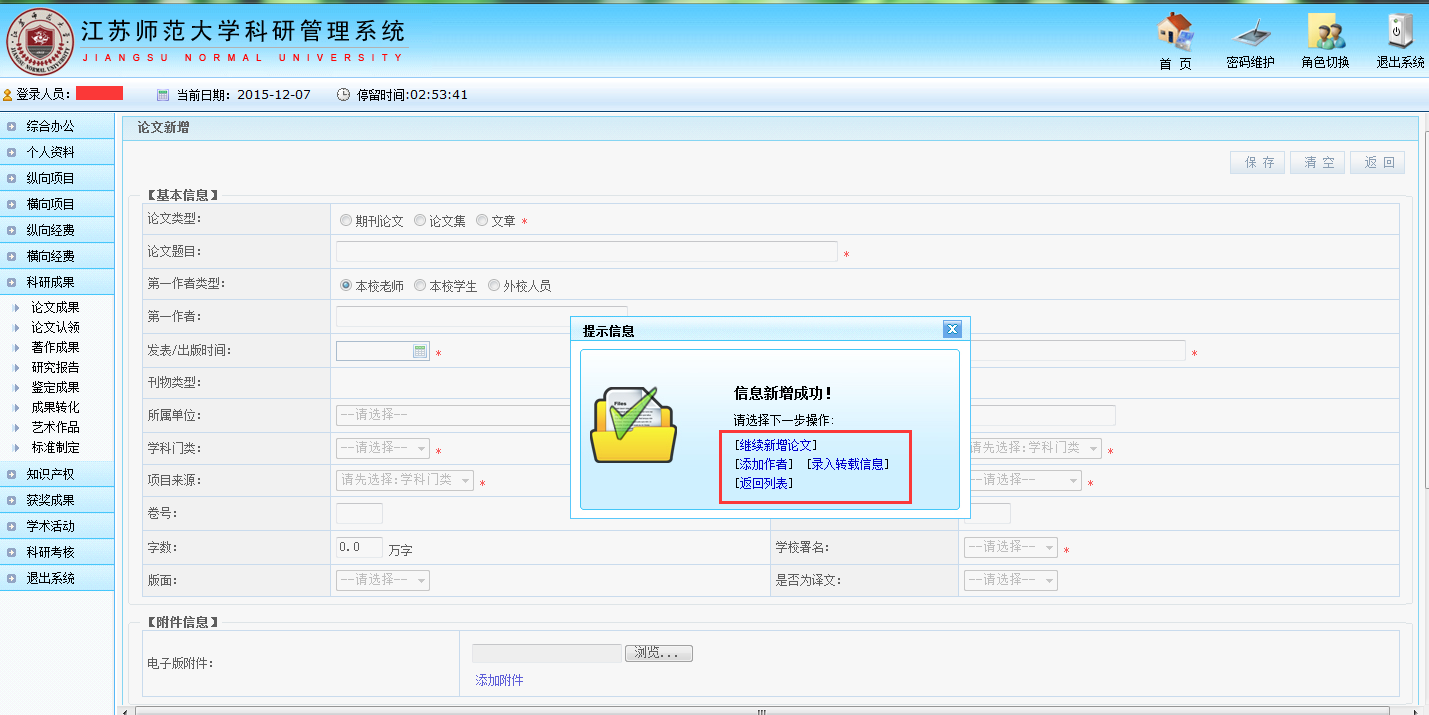 江苏师范大学科研管理系统
JIANGSU NORMAL UNIVERSITY
首 页 密码维护 角色切换 退出系统
登录人员: 当前日期: 2015-12-07 停留时间:02:53:41
综合办公
个人资料
纵向项目
横向项目
纵向经费
横向经费
科研成果
论文成果
论文认领
著作成果
研究报告
鉴定成果
成果转化
艺术作品
标准制定
知识产权
获奖成果
学术活动
科研考核
退出系统
论文新增
保 存 清 空 返 回
【基本信息】
论文类型: 期刊论文 论文集 文章 *
论文题目: *
第一作者类型: 本校老师 本校学生 外校人员
第一作者:
发表/出版时间: * *
刊物类型:
所属单位: --请选择--
学科门类: --请选择-- * 请先选择:学科门类 *
项目来源: 请先选择:学科门类 * --请选择-- *
卷号:
字数: 0.0 万字 学校署名: --请选择-- *
版面: --请选择-- 是否为译文: --请选择--
提示信息
信息新增成功!
请选择下一步操作:
[继续新增论文]
[添加作者] [录入转载信息]
[返回列表]
【附件信息】
电子版附件: 浏览...
添加附件